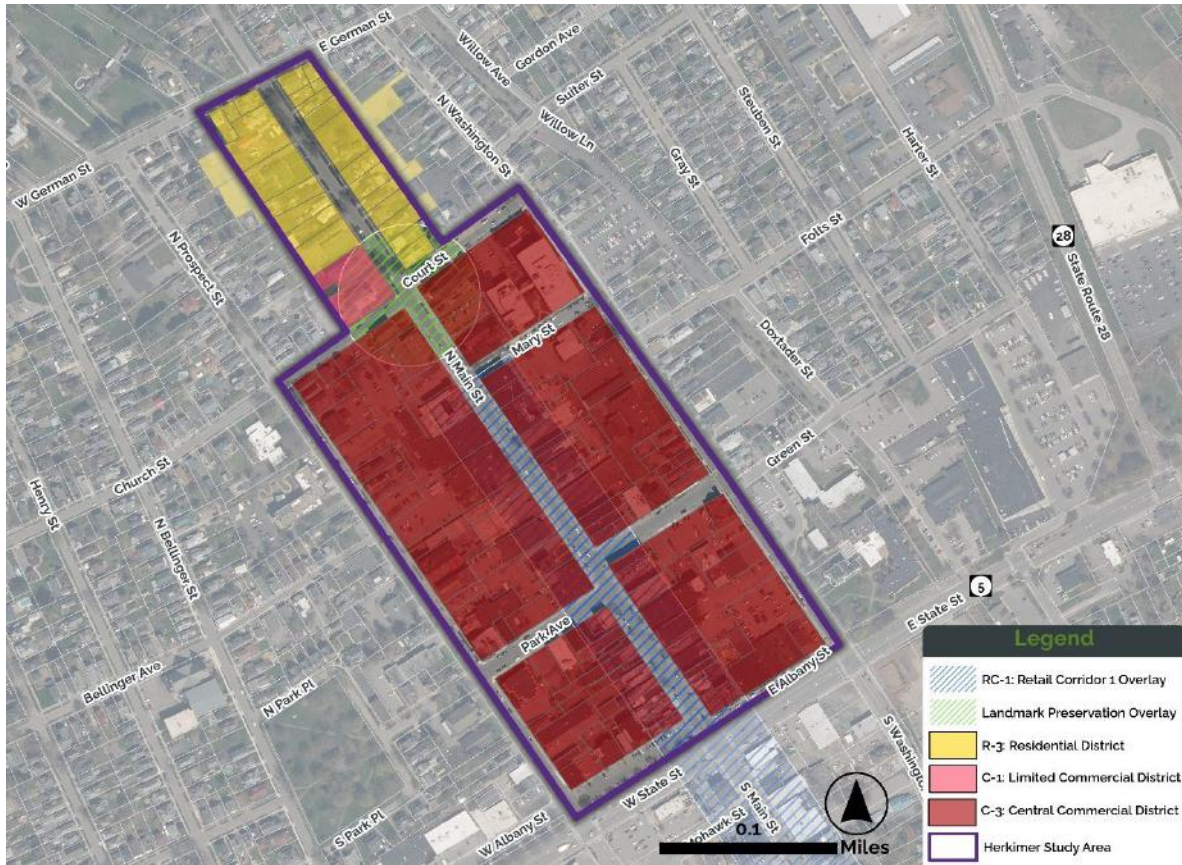 E German St
Willow Ave
Gordon Ave
Suiter St
N Washington St
Willow Ln
Steuben St
Harter St
W German St
Gray St
Folts St
28
State Route 28
N Prospect St
Court St
Mary St
Doxtader St
N Main St
Green St
Church St
Henry St
N Bellinger St
Park Ave
E State St
5
Bellinger Ave
N Park Pl
E Albany St
S Washington
W State St
S Main St
Mohawk St
S Park Pl
W Albany St
0.1
Miles
Legend
RC-1: Retail Corridor 1 Overlay
Landmark Preservation Overlay
R-3: Residential District
C-1: Limited Commercial District
C-3: Central Commercial District
Herkimer Study Area